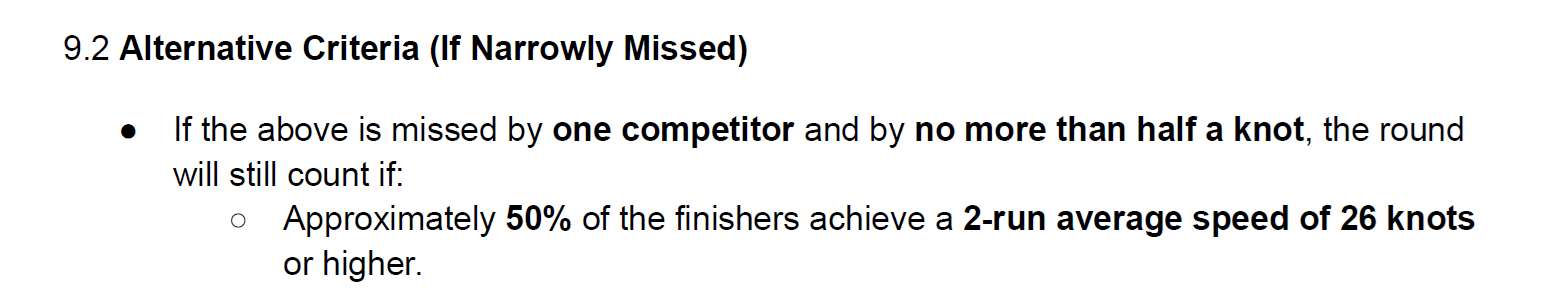 9.2 Alternative Criteria (If Narrowly Missed)
● If the above is missed by one competitor and by no more than half a knot, the round
will still count if:
○ Approximately 50% of the finishers achieve a 2-run average speed of 26 knots
or higher.